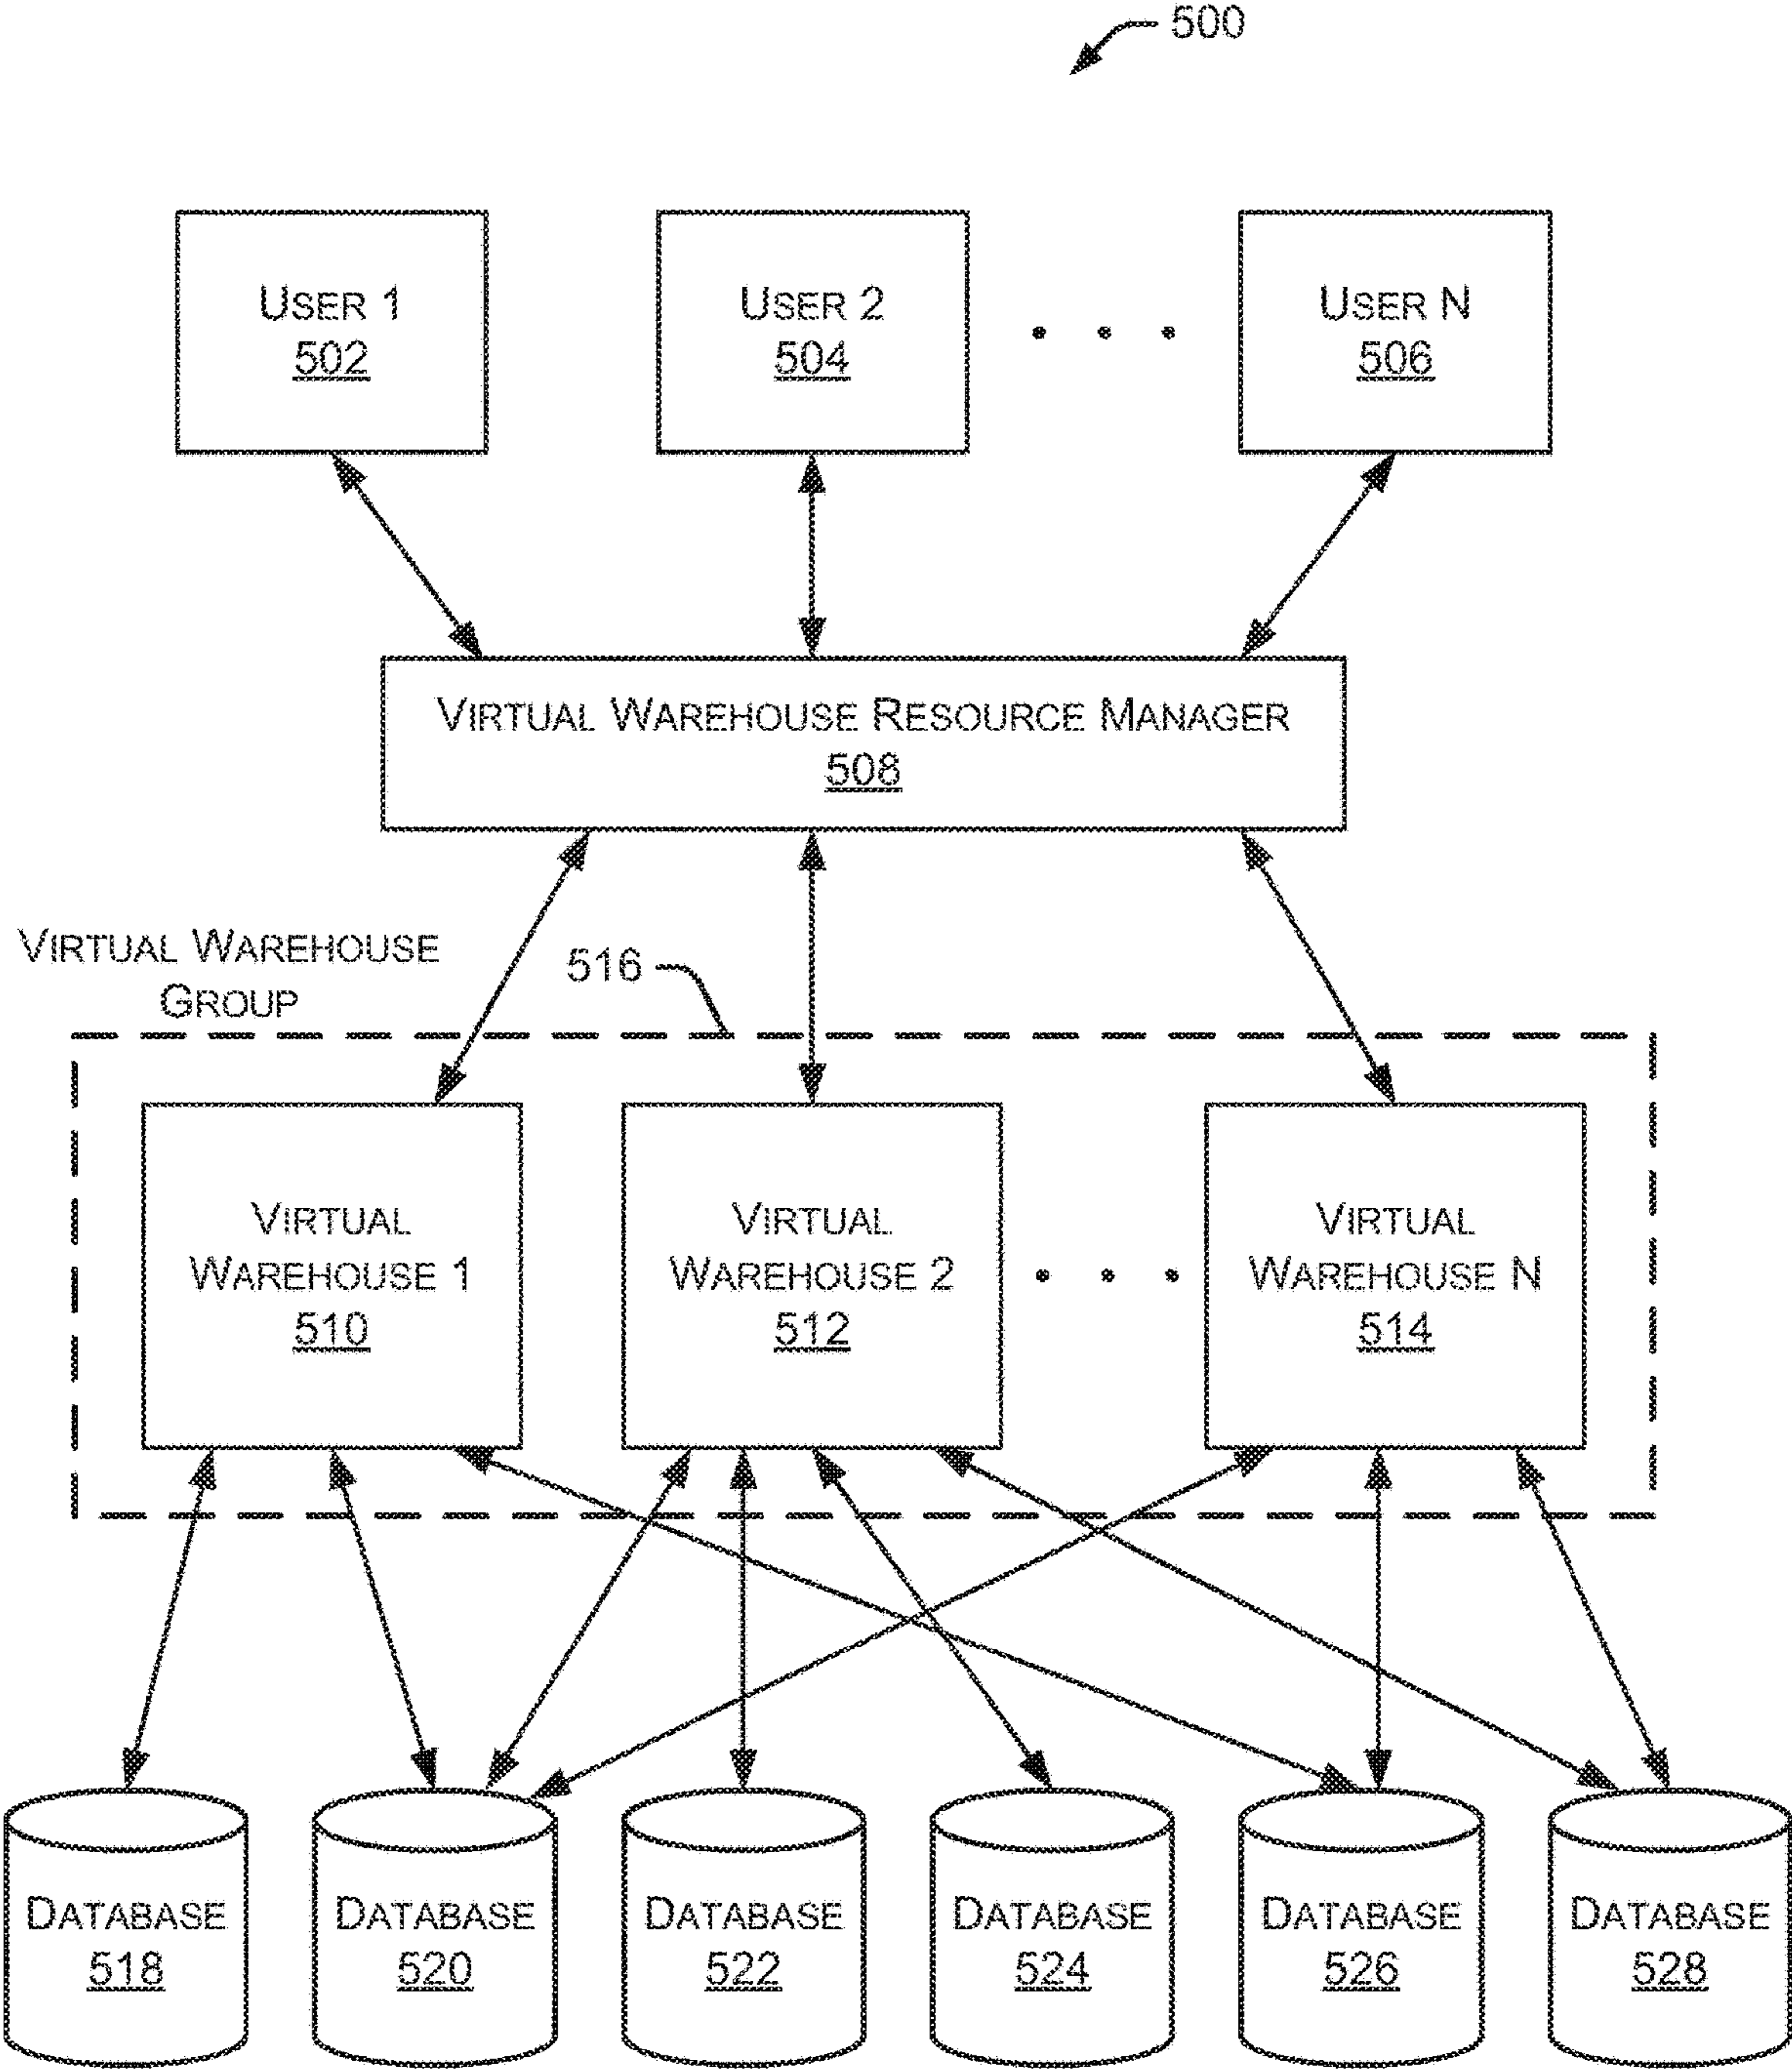 500
USER 1
502
USER 2
504
USER N
506
VIRTUAL WAREHOUSE RESOURCE MANAGER
508
VIRTUAL WAREHOUSE
GROUP
516
VIRTUAL
WAREHOUSE 1
510
VIRTUAL
WAREHOUSE 2
512
VIRTUAL
WAREHOUSE N
514
DATABASE
518
DATABASE
520
DATABASE
522
DATABASE
524
DATABASE
526
DATABASE
528